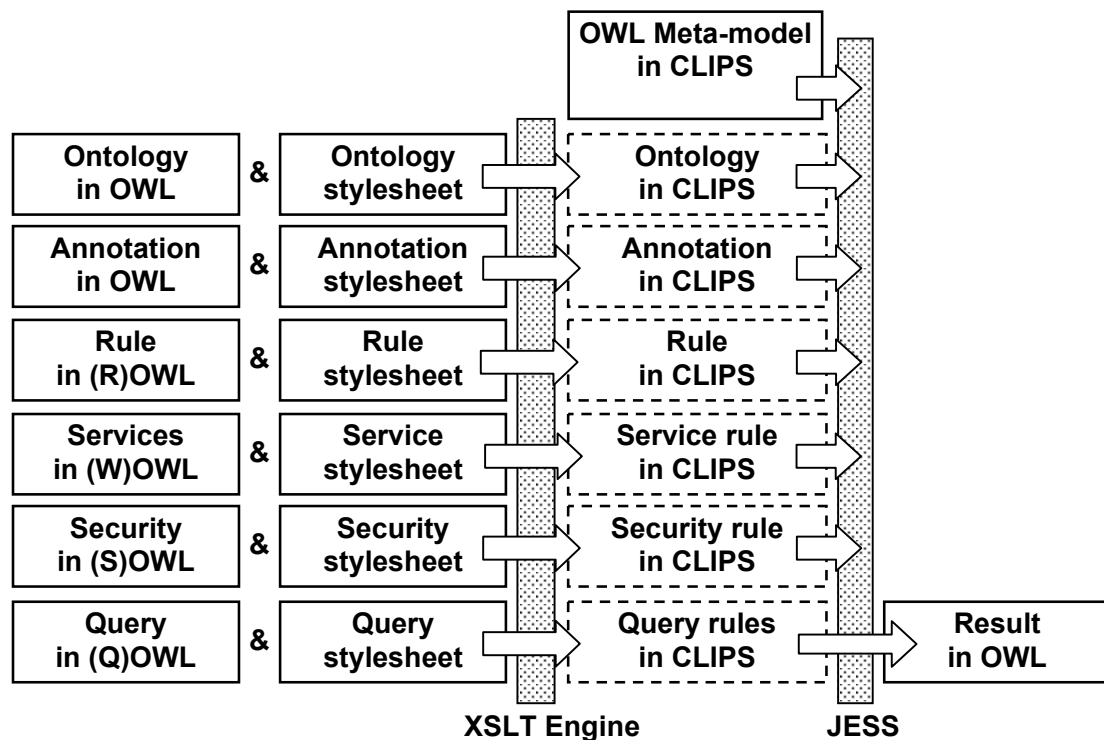 OWL Meta-model
in CLIPS
Ontology
in OWL
&
Ontology
stylesheet
Ontology
in CLIPS
Annotation
in OWL
&
Annotation
stylesheet
Annotation
in CLIPS
Rule
in (R)OWL
&
Rule
stylesheet
Rule
in CLIPS
Services
in (W)OWL
&
Service
stylesheet
Service rule
in CLIPS
Security
in (S)OWL
&
Security
stylesheet
Security rule
in CLIPS
Query
in (Q)OWL
&
Query
stylesheet
Query rules
in CLIPS
Result
in OWL
XSLT Engine
JESS